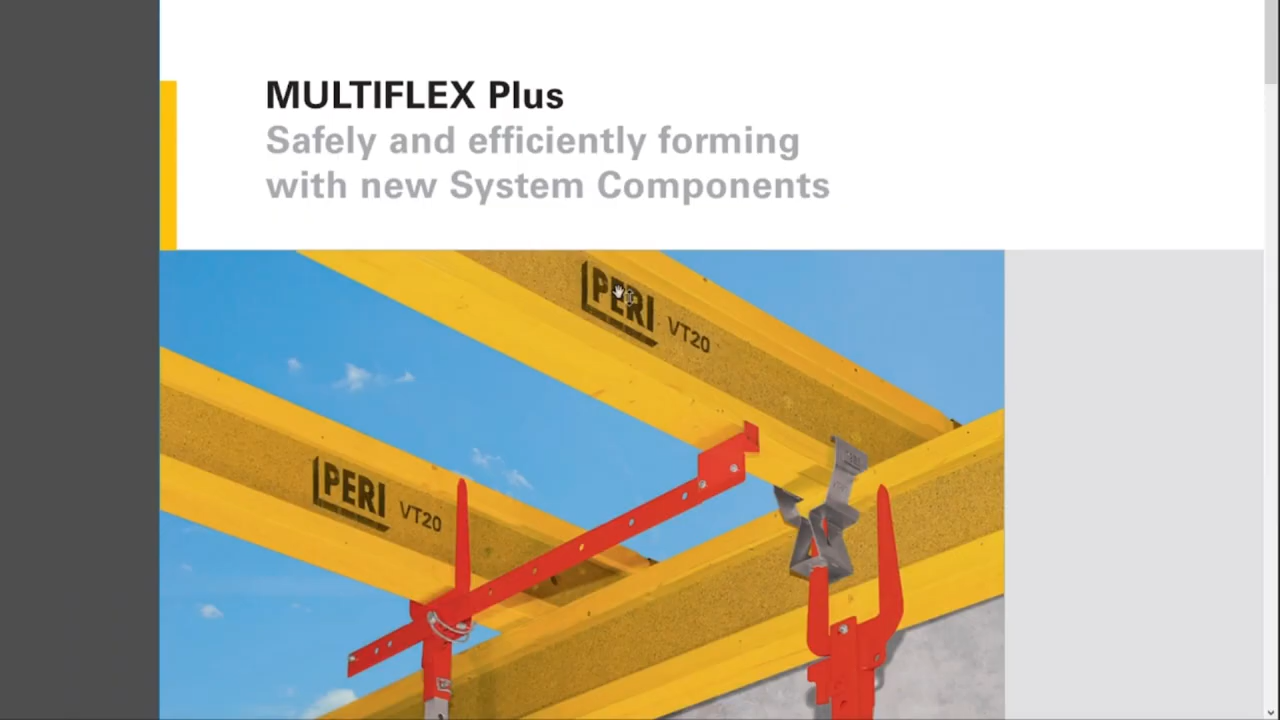 MULTIFLEX Plus
Safely and efficiently forming
with new System Components
PERI VT20
PERI VT20